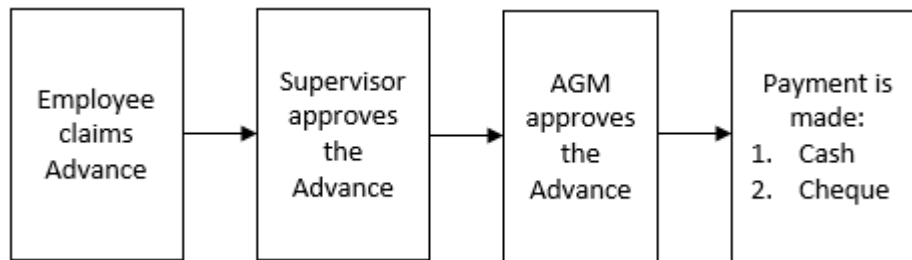 Employee
claims
Advance
Supervisor
approves
the
Advance
AGM
approves
the
Advance
Payment is
made:
1. Cash
2. Cheque